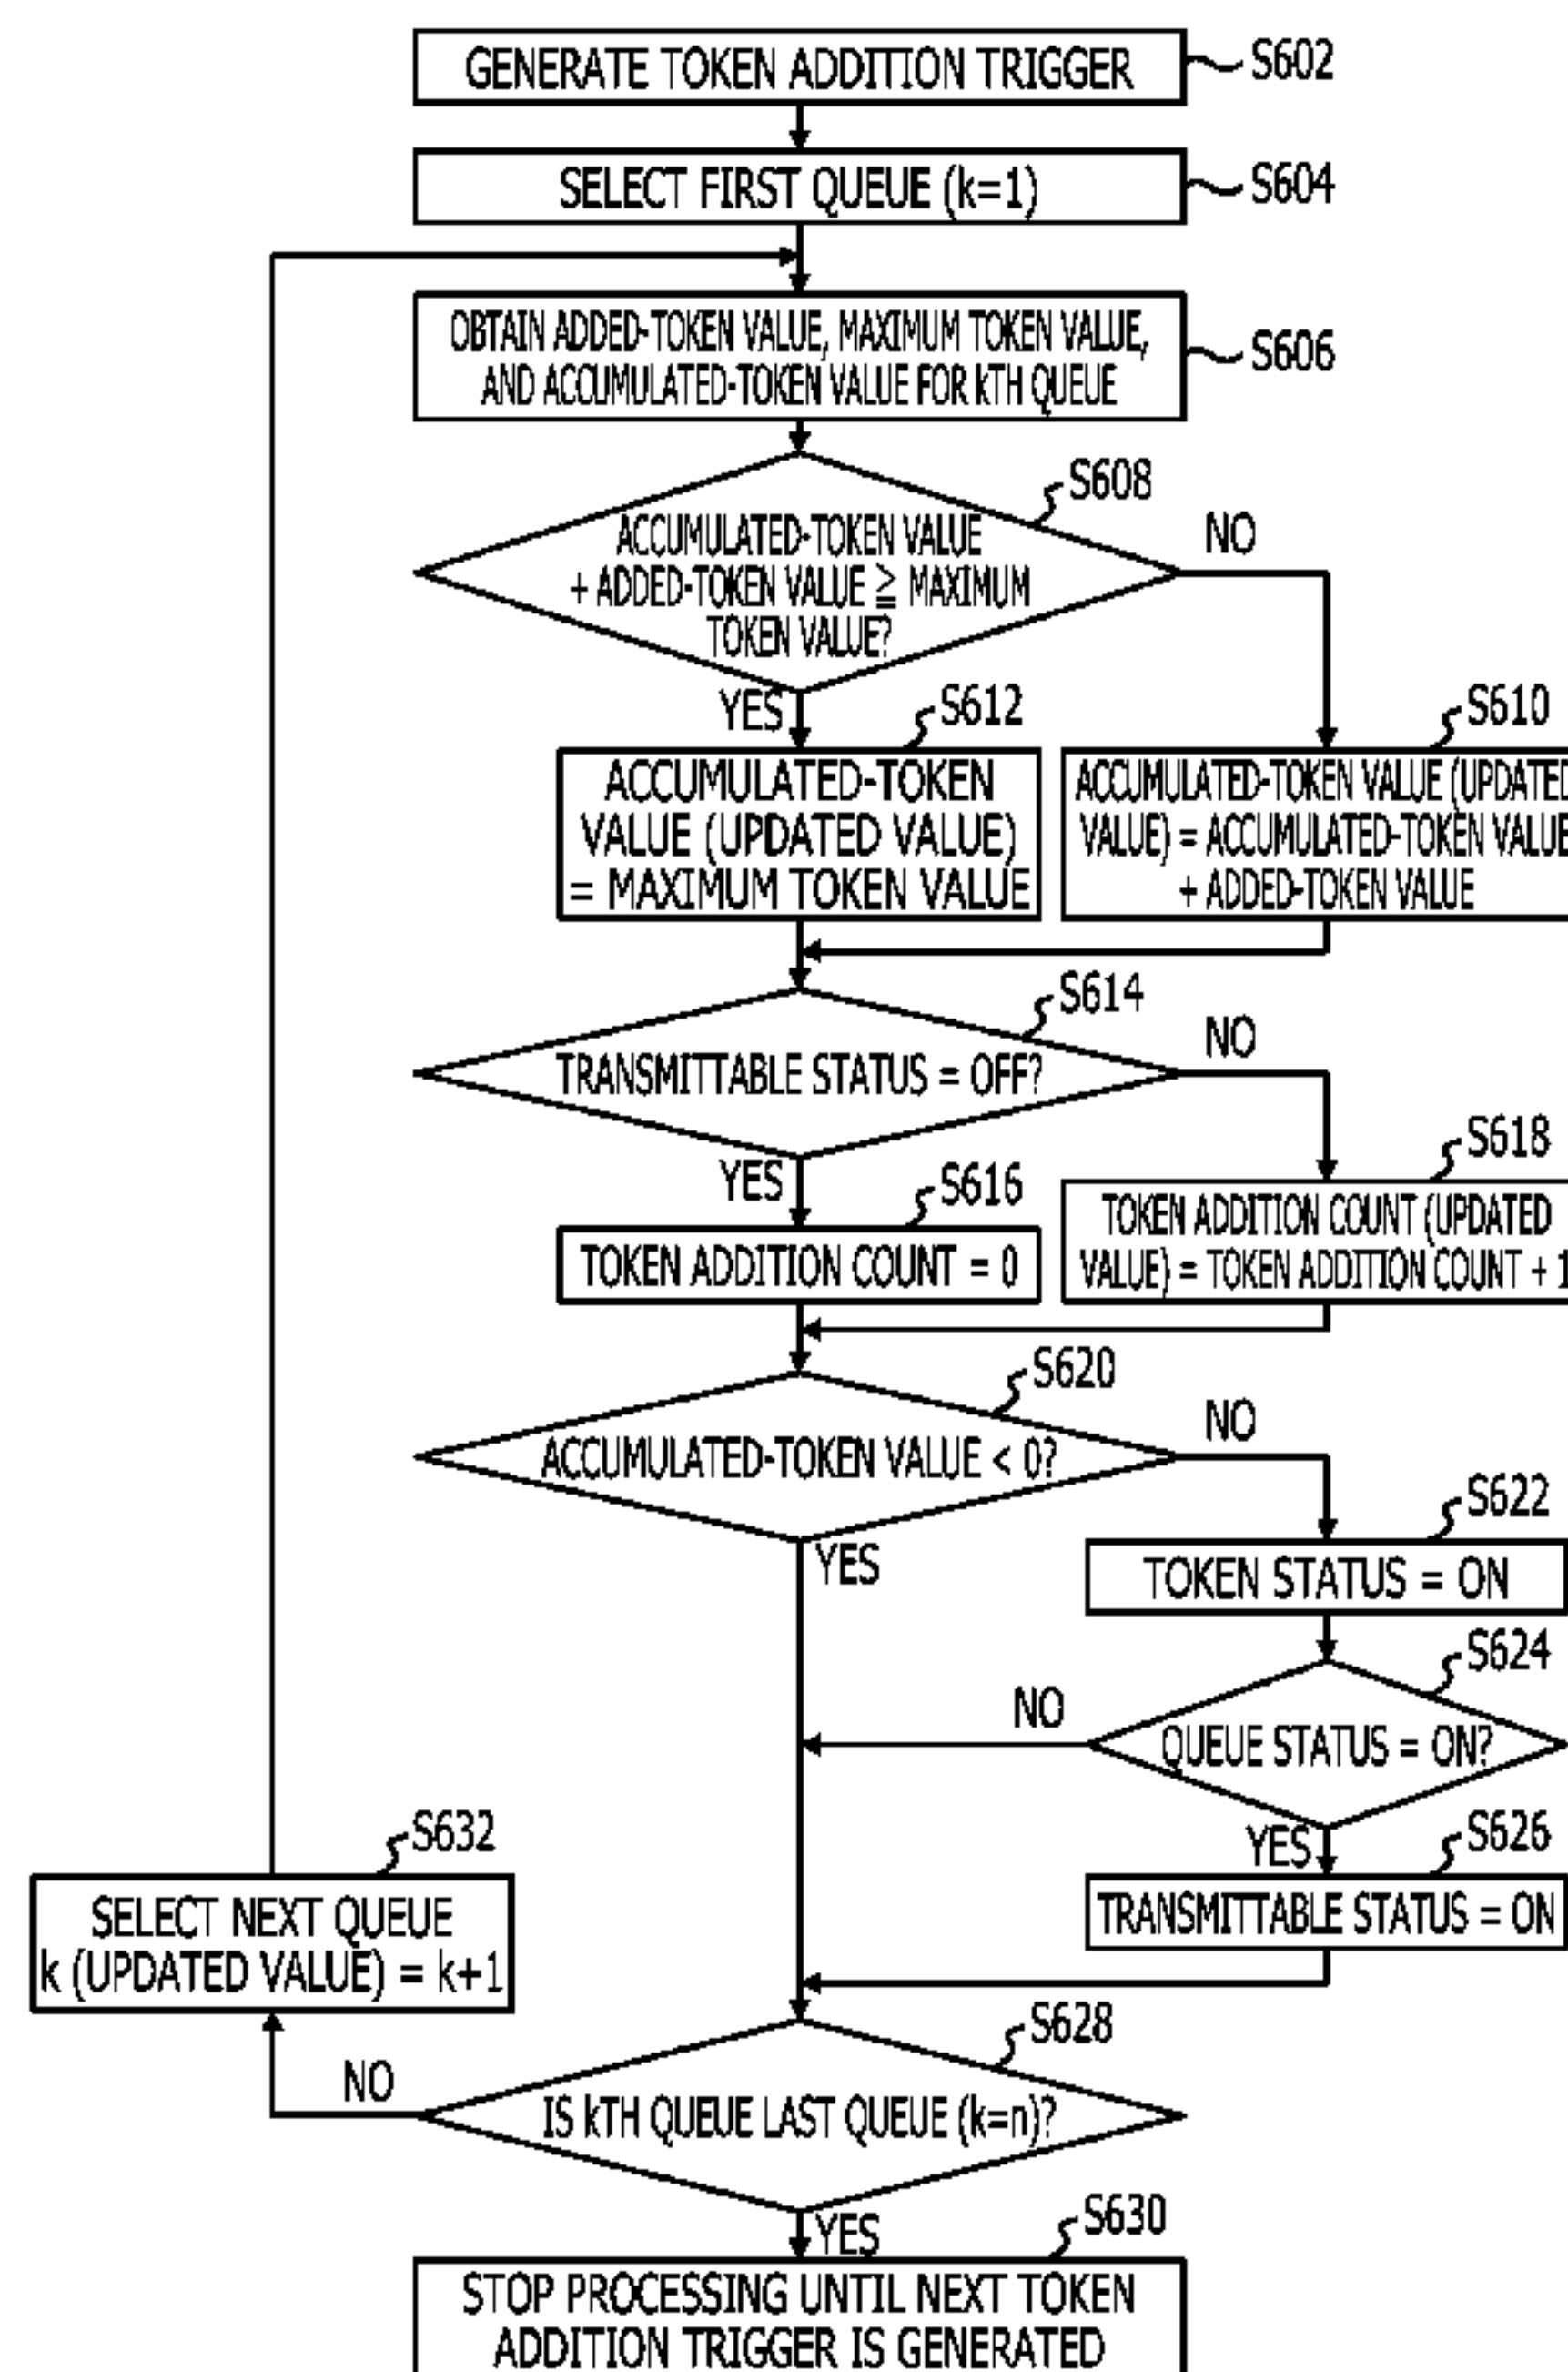 GENERATE TOKEN ADDITION TRIGGER
S602
SELECT FIRST QUEUE (k=1)
S604
OBTAIN ADDED-TOKEN VALUE, MAXIMUM TOKEN VALUE,
AND ACCUMULATED-TOKEN VALUE FOR kTH QUEUE
S606
S608
ACCUMULATED-TOKEN VALUE
+ ADDED-TOKEN VALUE ≧ MAXIMUM
TOKEN VALUE?
NO
YES
S612
ACCUMULATED-TOKEN
VALUE (UPDATED VALUE)
= MAXIMUM TOKEN VALUE
S610
ACCUMULATED-TOKEN VALUE (UPDATED
VALUE) = ACCUMULATED-TOKEN VALUE
+ ADDED-TOKEN VALUE
S614
TRANSMITTABLE STATUS = OFF?
NO
YES
S616
TOKEN ADDITION COUNT = 0
S618
TOKEN ADDITION COUNT (UPDATED
VALUE) = TOKEN ADDITION COUNT + 1
S620
ACCUMULATED-TOKEN VALUE < 0?
NO
YES
S622
TOKEN STATUS = ON
S624
QUEUE STATUS = ON?
NO
YES
S626
TRANSMITTABLE STATUS = ON
S632
SELECT NEXT QUEUE
k (UPDATED VALUE) = k+1
S628
IS kTH QUEUE LAST QUEUE (k=n)?
NO
YES
S630
STOP PROCESSING UNTIL NEXT TOKEN
ADDITION TRIGGER IS GENERATED